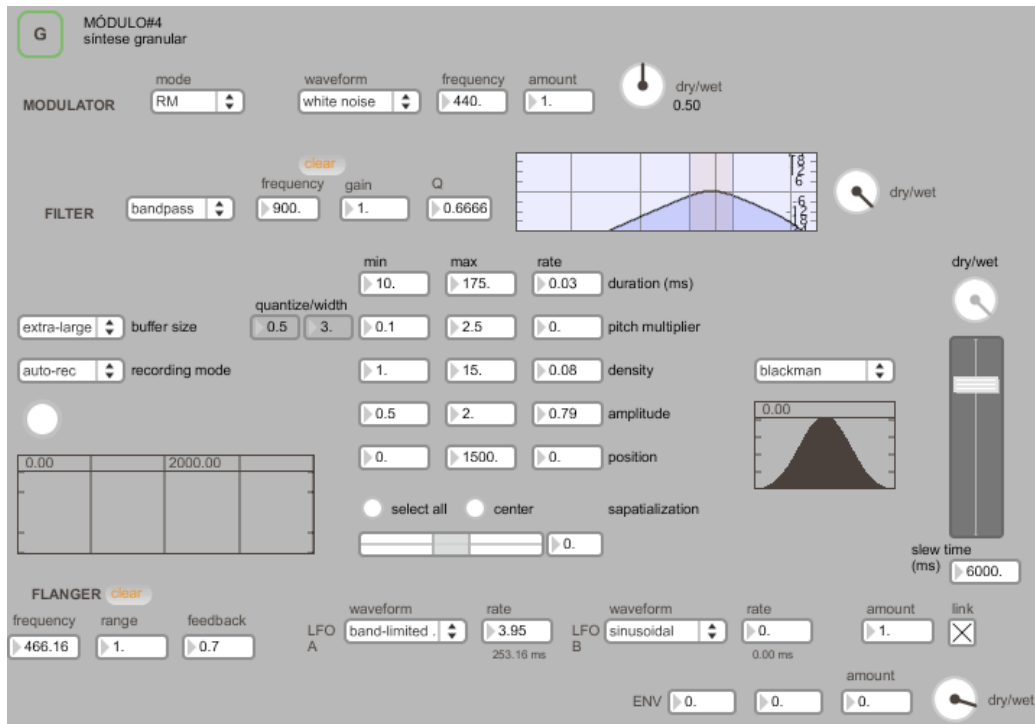 G
MÓDULO#4
síntese granular
mode
waveform
frequency
amount
MODULATOR
RM
white noise
440.
1.
dry/wet
0.50
clear
frequency
gain
Q
FILTER
bandpass
900.
1.
0.6666
dry/wet
min
max
rate
dry/wet
10.
175.
0.03
duration (ms)
quantize/width
extra-large
buffer size
0.5
3.
0.1
2.5
0.
pitch multiplier
auto-rec
recording mode
1.
15.
0.08
density
blackman
0.5
2.
0.79
amplitude
0.00
0.00
2000.00
0.
1500.
0.
position
select all
center
sapatialization
0.
slew time
(ms)
6000.
FLANGER
clear
frequency
range
feedback
466.16
1.
0.7
waveform
rate
LFO
A
band-limited .
3.95
253.16 ms
waveform
rate
LFO
B
sinusoidal
0.
0.00 ms
amount
1.
link
amount
ENV
0.
0.
0.
dry/wet